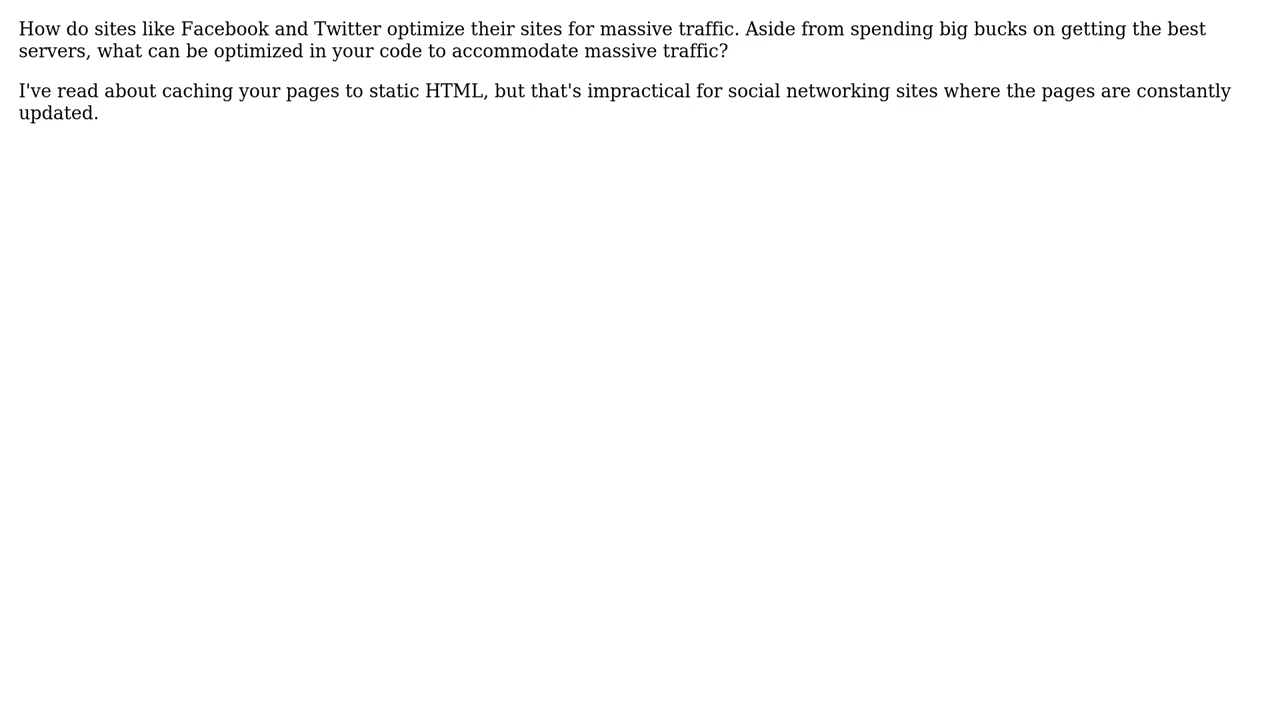 How do sites like Facebook and Twitter optimize their sites for massive traffic. Aside from spending big bucks on getting the best
servers, what can be optimized in your code to accommodate massive traffic?
I've read about caching your pages to static HTML, but that's impractical for social networking sites where the pages are constantly
updated.